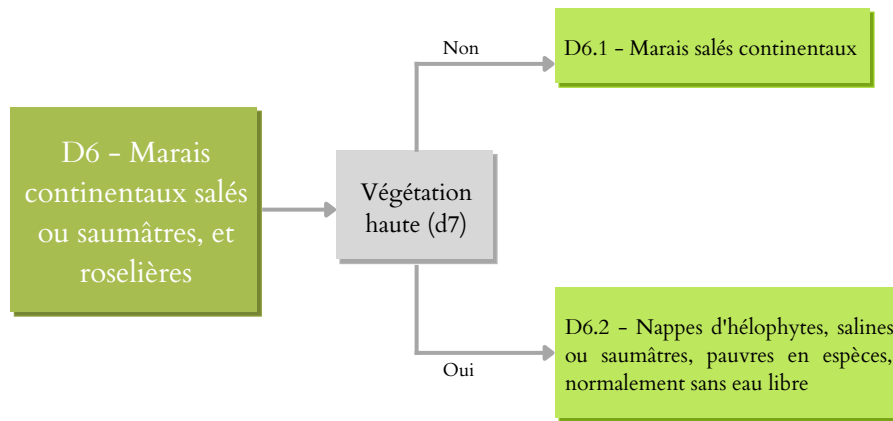 Non
D6.1 - Marais salés continentaux
D6 - Marais
continentaux salés
ou saumâtres, et
roselières
Végétation
haute (d7)
D6.2 - Nappes d'hélophytes, salines
ou saumâtres, pauvres en espèces,
normalement sans eau libre
Oui